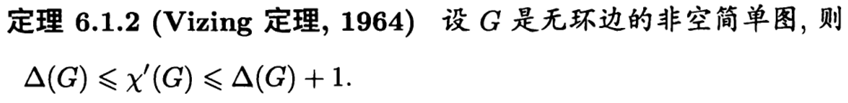 定理 6.1.2 (Vizing 定理, 1964) 设 G 是无环边的非空简单图, 则
Δ(G) ⩽ χ′(G) ⩽ Δ(G) + 1.